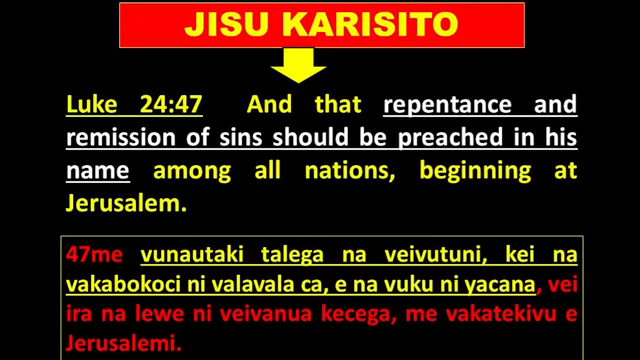 JISU KARISITO
Luke 24:47 And that repentance and
remission of sins should be preached in his
name among all nations, beginning at
Jerusalem.
47me vunautaki talega na veivutuni, kei na
vakabokoci ni valavala ca, e na vuku ni yacana, vei
ira na lewe ni veivanua kecega, me vakatekivu e
Jerusalemi.